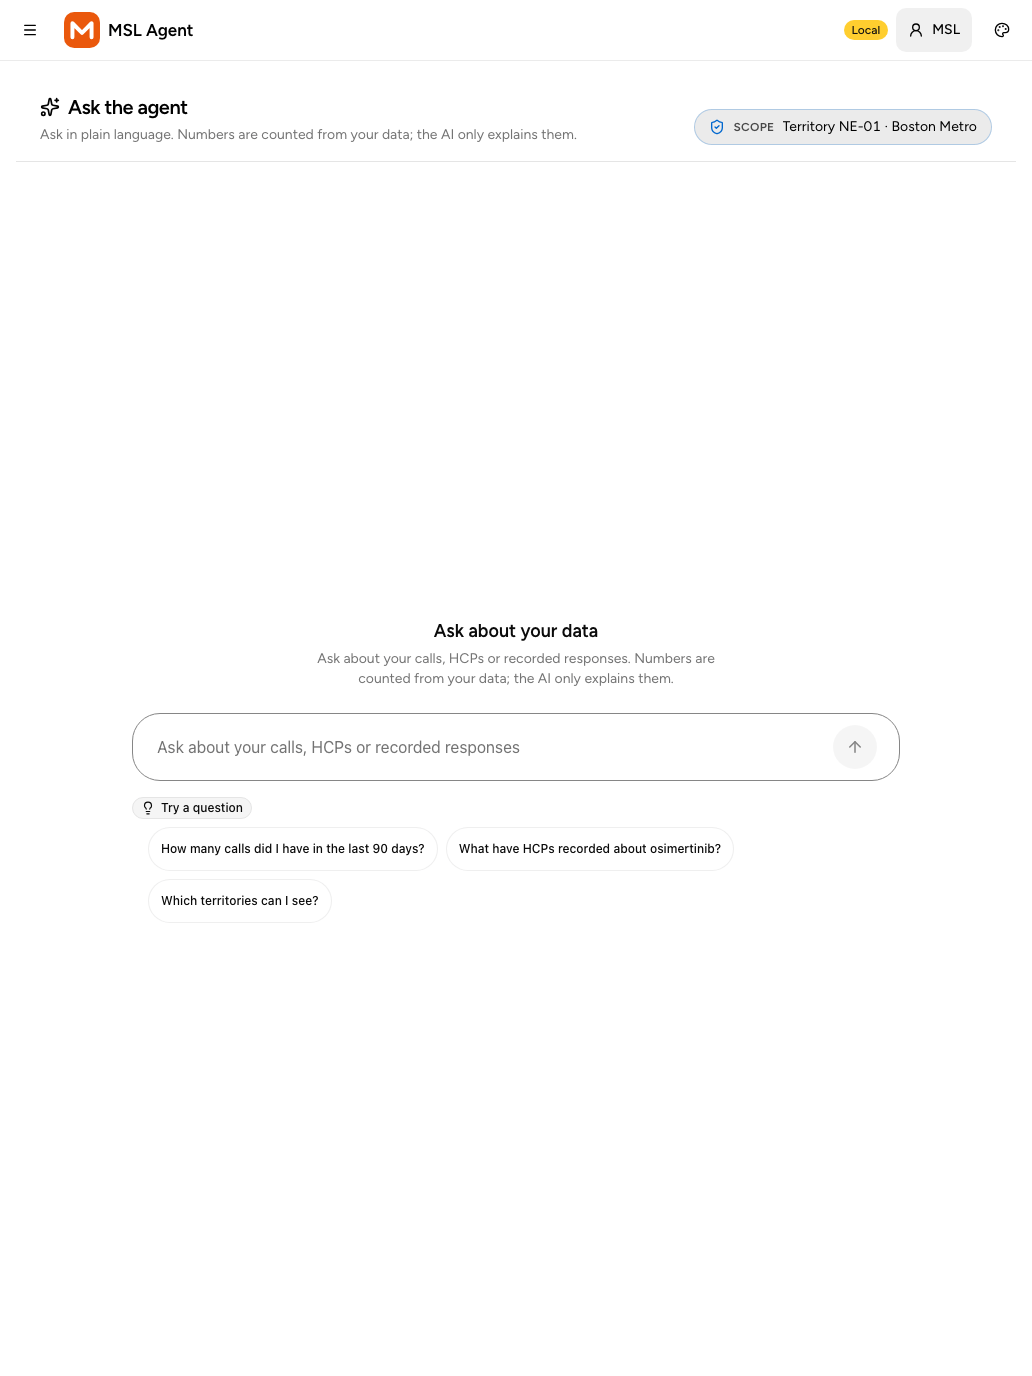 MSL Agent
Local
MSL
Ask the agent
Ask in plain language. Numbers are counted from your data; the AI only explains them.
SCOPE Territory NE-01 · Boston Metro
Ask about your data
Ask about your calls, HCPs or recorded responses. Numbers are
counted from your data; the AI only explains them.
Ask about your calls, HCPs or recorded responses
Try a question
How many calls did I have in the last 90 days?
What have HCPs recorded about osimertinib?
Which territories can I see?